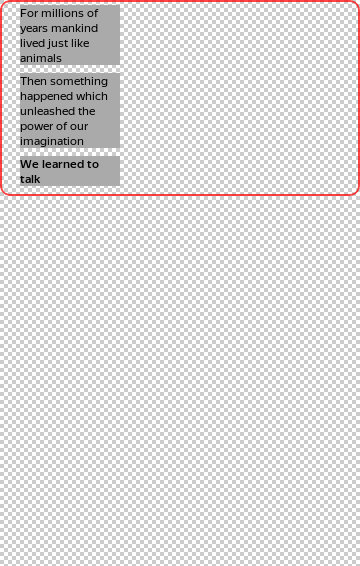 For millions of
years mankind
lived just like
animals
Then something
happened which
unleashed the
power of our
imagination
We learned to
talk